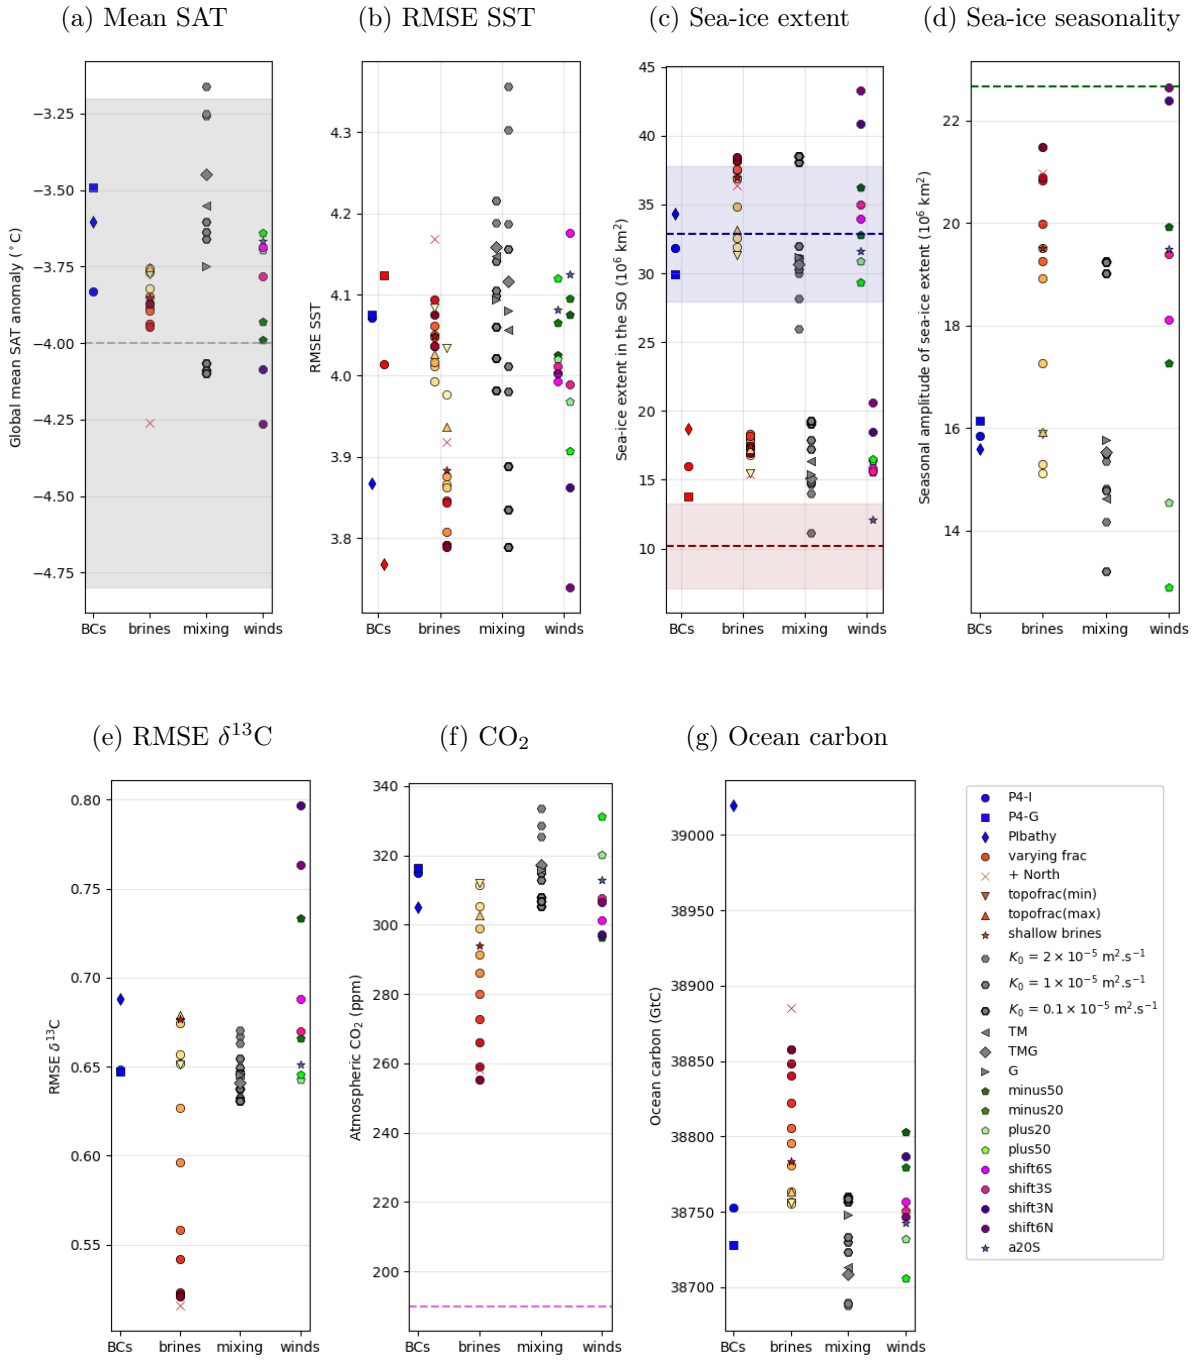 (a) Mean SAT
(b) RMSE SST
(c) Sea-ice extent
(d) Sea-ice seasonality
Global mean SAT anomaly (°C)
−3.25
−3.50
−3.75
−4.00
−4.25
−4.50
−4.75
BCs brines mixing winds
RMSE SST
4.3
4.2
4.1
4.0
3.9
3.8
BCs brines mixing winds
Sea-ice extent in the SO (10⁶ km²)
45
40
35
30
25
20
15
10
BCs brines mixing winds
Seasonal amplitude of sea-ice extent (10⁶ km²)
22
20
18
16
14
BCs brines mixing winds
(e) RMSE δ¹³C
(f) CO₂
(g) Ocean carbon
RMSE δ¹³C
0.80
0.75
0.70
0.65
0.60
0.55
BCs brines mixing winds
Atmospheric CO₂ (ppm)
340
320
300
280
260
240
220
200
BCs brines mixing winds
Ocean carbon (GtC)
39000
38950
38900
38850
38800
38750
38700
BCs brines mixing winds
P4-I
P4-G
PIbathy
varying frac
+ North
topofrac(min)
topofrac(max)
shallow brines
K₀ = 2 × 10⁻⁵ m².s⁻¹
K₀ = 1 × 10⁻⁵ m².s⁻¹
K₀ = 0.1 × 10⁻⁵ m².s⁻¹
TM
TMG
G
minus50
minus20
plus20
plus50
shift6S
shift3S
shift3N
shift6N
a20S